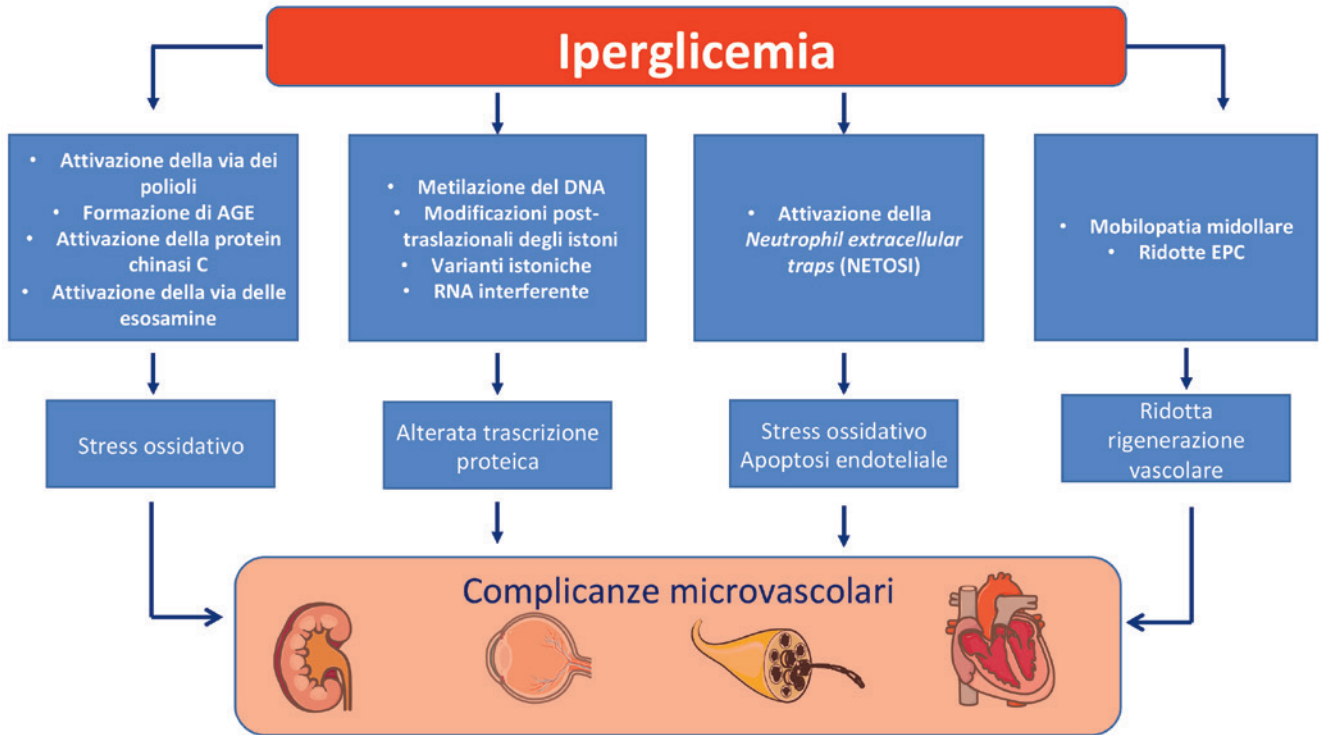 Iperglicemia
• Attivazione della via dei
polioli
• Formazione di AGE
• Attivazione della protein
chinasi C
• Attivazione della via delle
esosamine
• Metilazione del DNA
• Modificazioni post-
traslazionali degli istoni
• Varianti istoniche
• RNA interferente
• Attivazione della
Neutrophil extracellular
traps (NETOSI)
• Mobilopatia midollare
• Ridotte EPC
Stress ossidativo
Alterata trascrizione
proteica
Stress ossidativo
Apoptosi endoteliale
Ridotta
rigenerazione
vascolare
Complicanze microvascolari